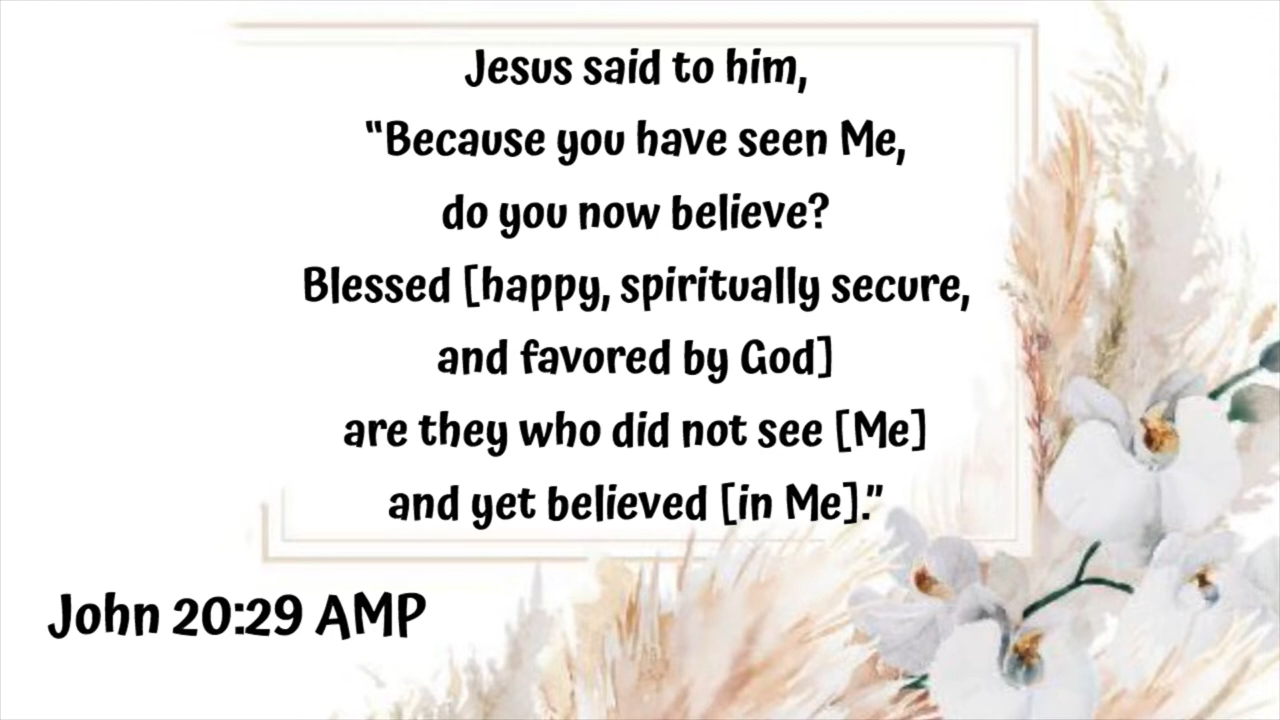 Jesus said to him,
“Because you have seen Me,
do you now believe?
Blessed [happy, spiritually secure,
and favored by God]
are they who did not see [Me]
and yet believed [in Me].”
John 20:29 AMP